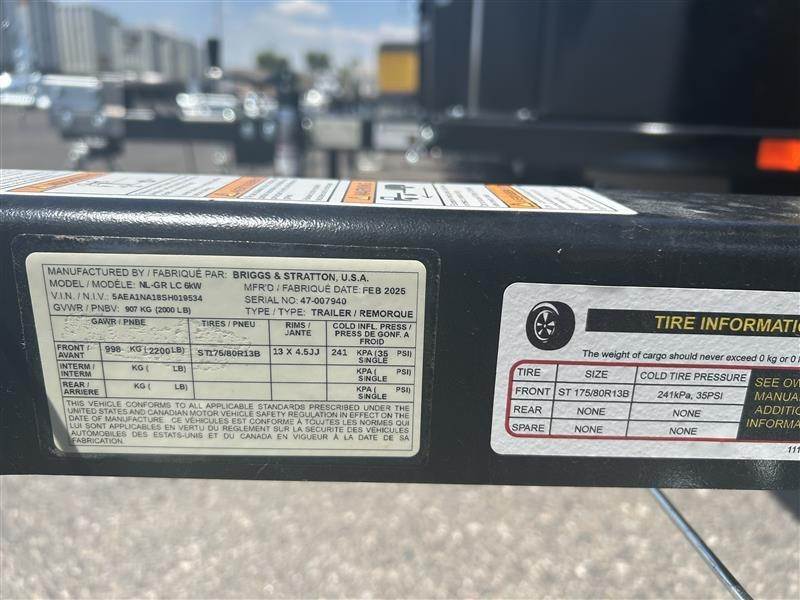 MANUFACTURED BY / FABRIQUÉ PAR: BRIGGS & STRATTON, U.S.A.
MODEL / MODÈLE: NL-GR LC 6kW MFR'D / FABRIQUÉ DATE: FEB 2025
V.I.N. / N.I.V.: 5AEA1NA18SH019534 SERIAL NO: 47-007940
GVWR / PNBV: 907 KG (2000 LB) TYPE / TYPE: TRAILER / REMORQUE
GAWR / PNBE TIRES / PNEU RIMS / JANTE COLD INFL. PRESS / PRESS DE GONF. A FROID
FRONT / AVANT 998 KG (2200 LB) ST175/80R13B 13 X 4.5JJ 241 KPA (35 PSI) SINGLE
INTERM / INTERM KG ( LB) KPA ( PSI) SINGLE
REAR / ARRIERE KG ( LB) KPA ( PSI) SINGLE
THIS VEHICLE CONFORMS TO ALL APPLICABLE STANDARDS PRESCRIBED UNDER THE
UNITED STATES AND CANADIAN MOTOR VEHICLE SAFETY REGULATION IN EFFECT ON THE
DATE OF MANUFACTURE. CE VÉHICULES EST CONFORME À TOUTES LES NORMES QUI
LUI SONT APPLICABLES EN VERTU DU REGLEMENT SUR LA SECURITE DES VÉHICULES
AUTOMOBILES DES ESTATS-UNIS ET DU CANADA EN VIGUEUR À LA DATE DE SA
FABRICATION.
TIRE INFORMATIO
The weight of cargo should never exceed 0 kg or 0
TIRE SIZE COLD TIRE PRESSURE
FRONT ST 175/80R13B 241kPa, 35PSI
REAR NONE NONE
SPARE NONE NONE
SEE OW
MANUA
ADDITIO
INFORMA
111